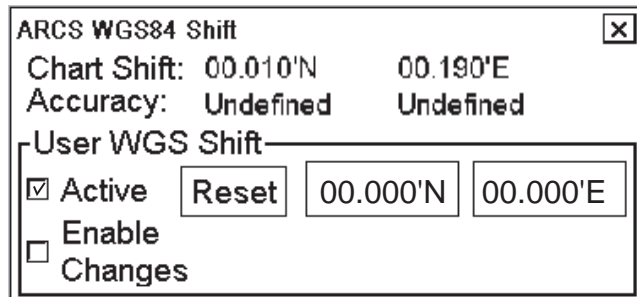 ARCS WGS84 Shift
Chart Shift: 00.010'N 00.190'E
Accuracy: Undefined Undefined
User WGS Shift
Active Reset 00.000'N 00.000'E
Enable
Changes